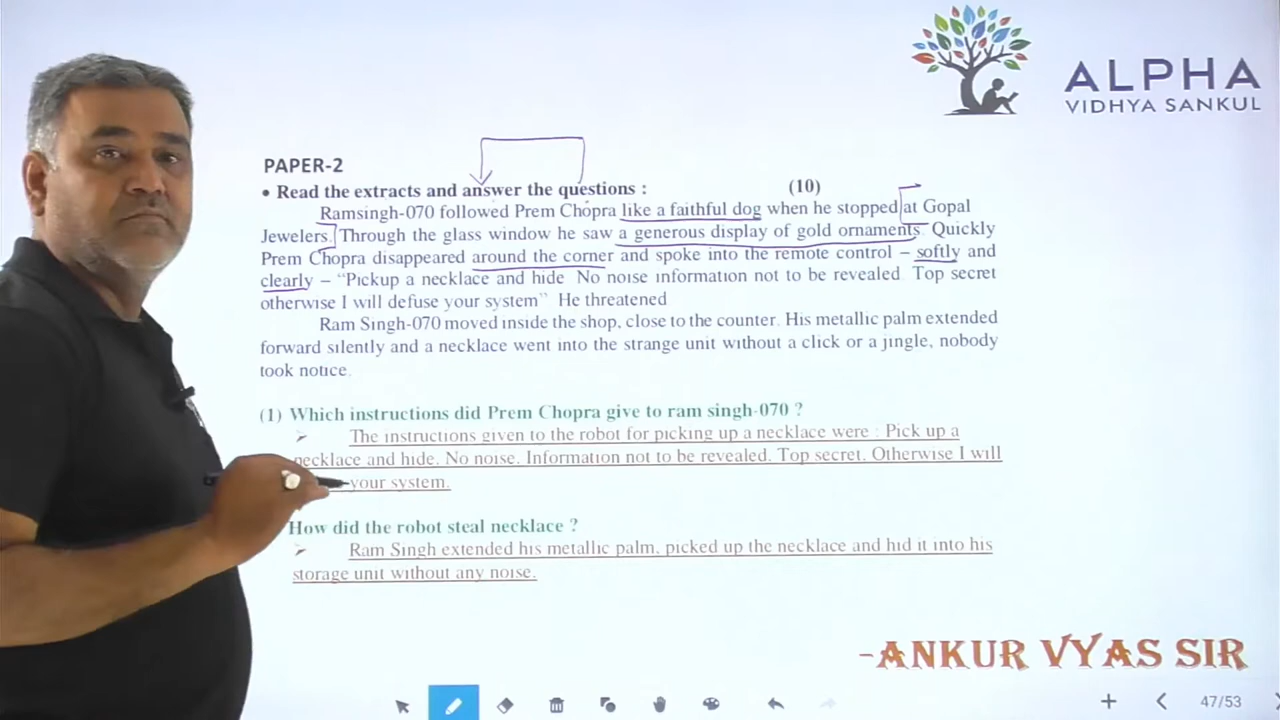 ALPHA
VIDHYA SANKUL
PAPER-2
• Read the extracts and answer the questions : (10)
Ramsingh-070 followed Prem Chopra like a faithful dog when he stopped at Gopal
Jewelers. Through the glass window he saw a generous display of gold ornaments. Quickly
Prem Chopra disappeared around the corner and spoke into the remote control – softly and
clearly – “Pickup a necklace and hide No noise information not to be revealed Top secret
otherwise I will defuse your system” He threatened
Ram Singh-070 moved inside the shop, close to the counter. His metallic palm extended
forward silently and a necklace went into the strange unit without a click or a jingle, nobody
took notice.
(1) Which instructions did Prem Chopra give to ram singh-070 ?
➢ The instructions given to the robot for picking up a necklace were : Pick up a
necklace and hide. No noise. Information not to be revealed. Top secret. Otherwise I will
your system.
How did the robot steal necklace ?
➢ Ram Singh extended his metallic palm, picked up the necklace and hid it into his
storage unit without any noise.
-ANKUR VYAS SIR
47/53